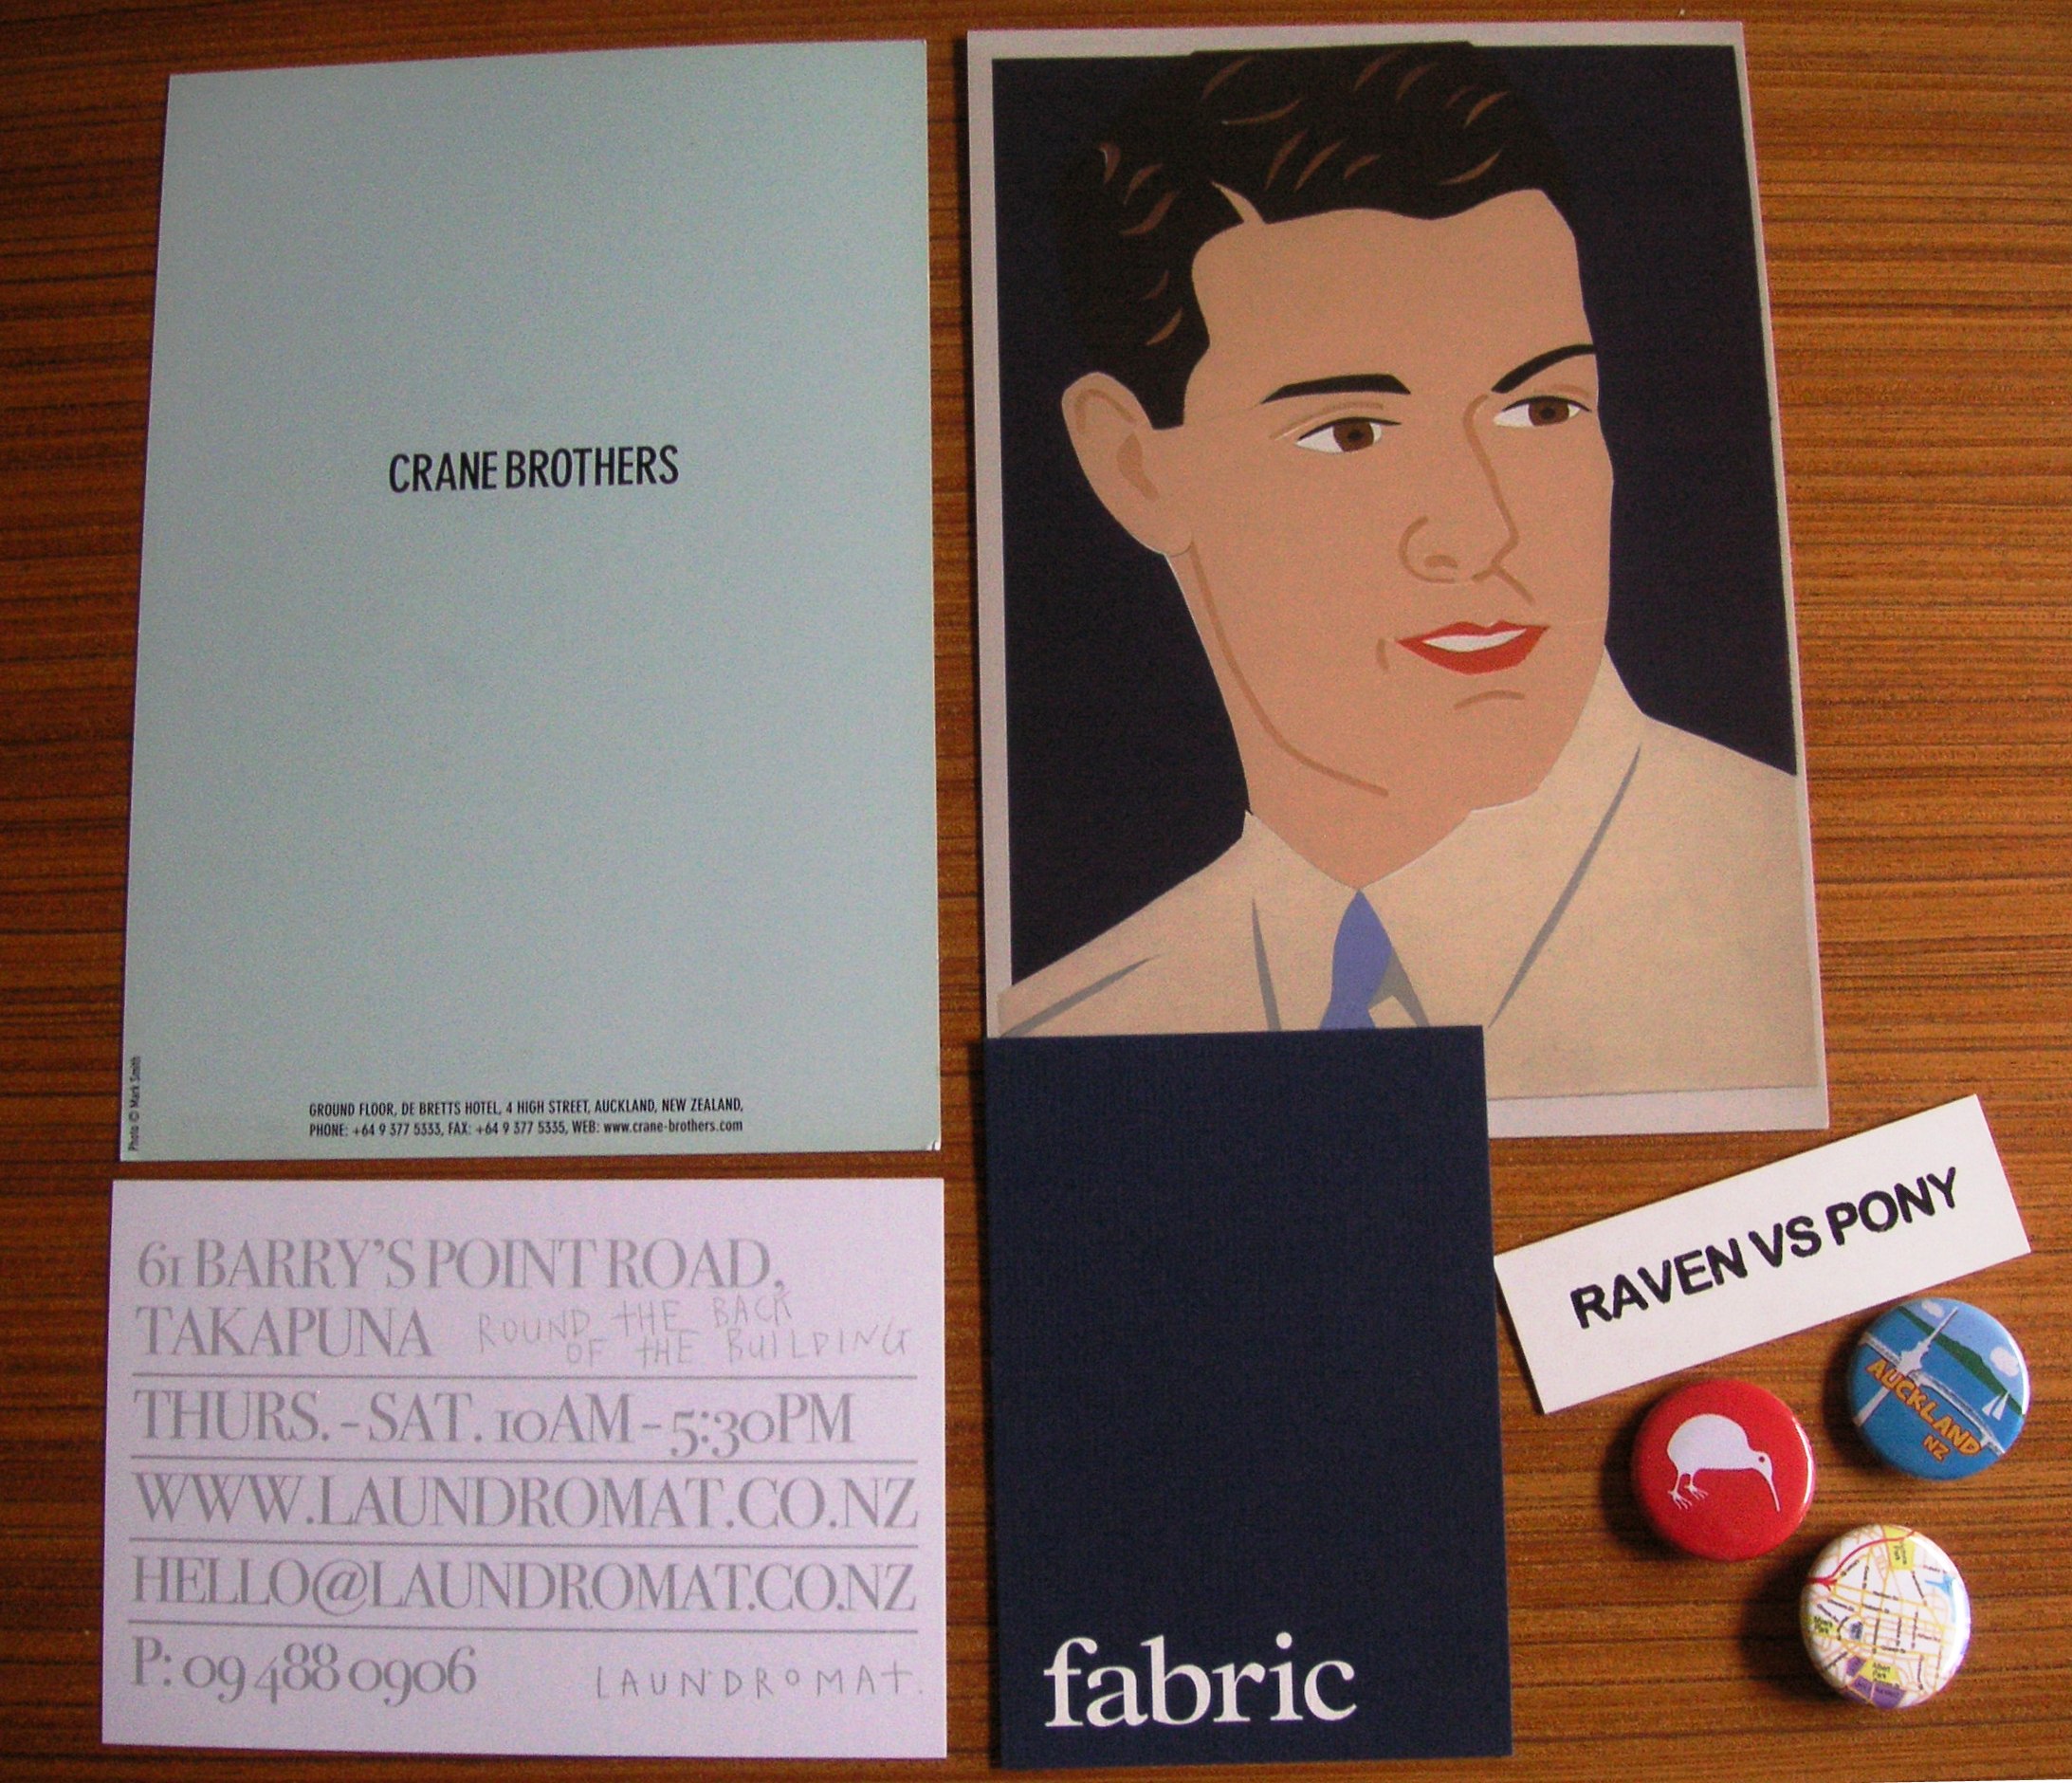 CRANE BROTHERS
Photo © Mark Smith
GROUND FLOOR, DE BRETTS HOTEL, 4 HIGH STREET, AUCKLAND, NEW ZEALAND,
PHONE: +64 9 377 5333, FAX: +64 9 377 5335, WEB: www.crane-brothers.com
61 BARRY'S POINT ROAD,
TAKAPUNA ROUND THE BACK
OF THE BUILDING
THURS. - SAT. 10AM - 5:30PM
WWW.LAUNDROMAT.CO.NZ
HELLO@LAUNDROMAT.CO.NZ
P: 09 488 0906 LAUNDROMAT.
fabric
RAVEN VS PONY
AUCKLAND
NZ
Albert
Park